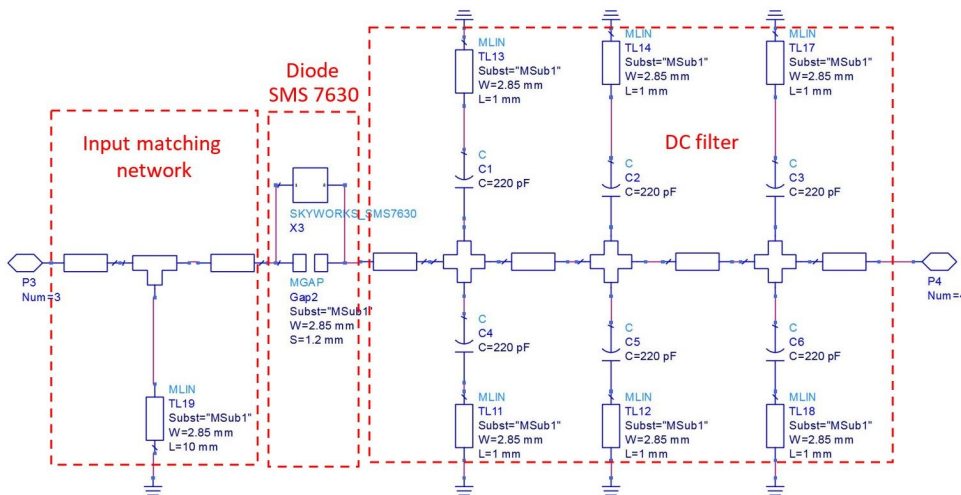 MLIN
TL13
Subst="MSub1"
W=2.85 mm
L=1 mm
MLIN
TL14
Subst="MSub1"
W=2.85 mm
L=1 mm
MLIN
TL17
Subst="MSub1"
W=2.85 mm
L=1 mm
Diode
SMS 7630
Input matching
network
DC filter
C
C1
C=220 pF
C
C2
C=220 pF
C
C3
C=220 pF
1
2
SKYWORKS_SMS7630
X3
P3
Num=3
MGAP
Gap2
Subst="MSub1"
W=2.85 mm
S=1.2 mm
P4
Num=4
C
C4
C=220 pF
C
C5
C=220 pF
C
C6
C=220 pF
MLIN
TL19
Subst="MSub1"
W=2.85 mm
L=10 mm
MLIN
TL11
Subst="MSub1"
W=2.85 mm
L=1 mm
MLIN
TL12
Subst="MSub1"
W=2.85 mm
L=1 mm
MLIN
TL18
Subst="MSub1"
W=2.85 mm
L=1 mm